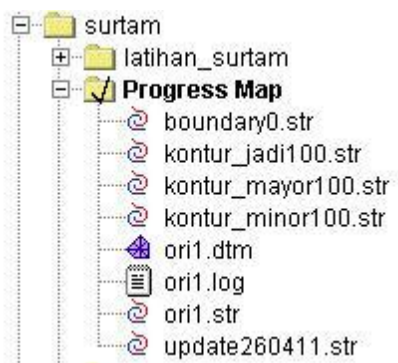 surtam
latihan_surtam
Progress Map
boundary0.str
kontur_jadi100.str
kontur_mayor100.str
kontur_minor100.str
ori1.dtm
ori1.log
ori1.str
update260411.str